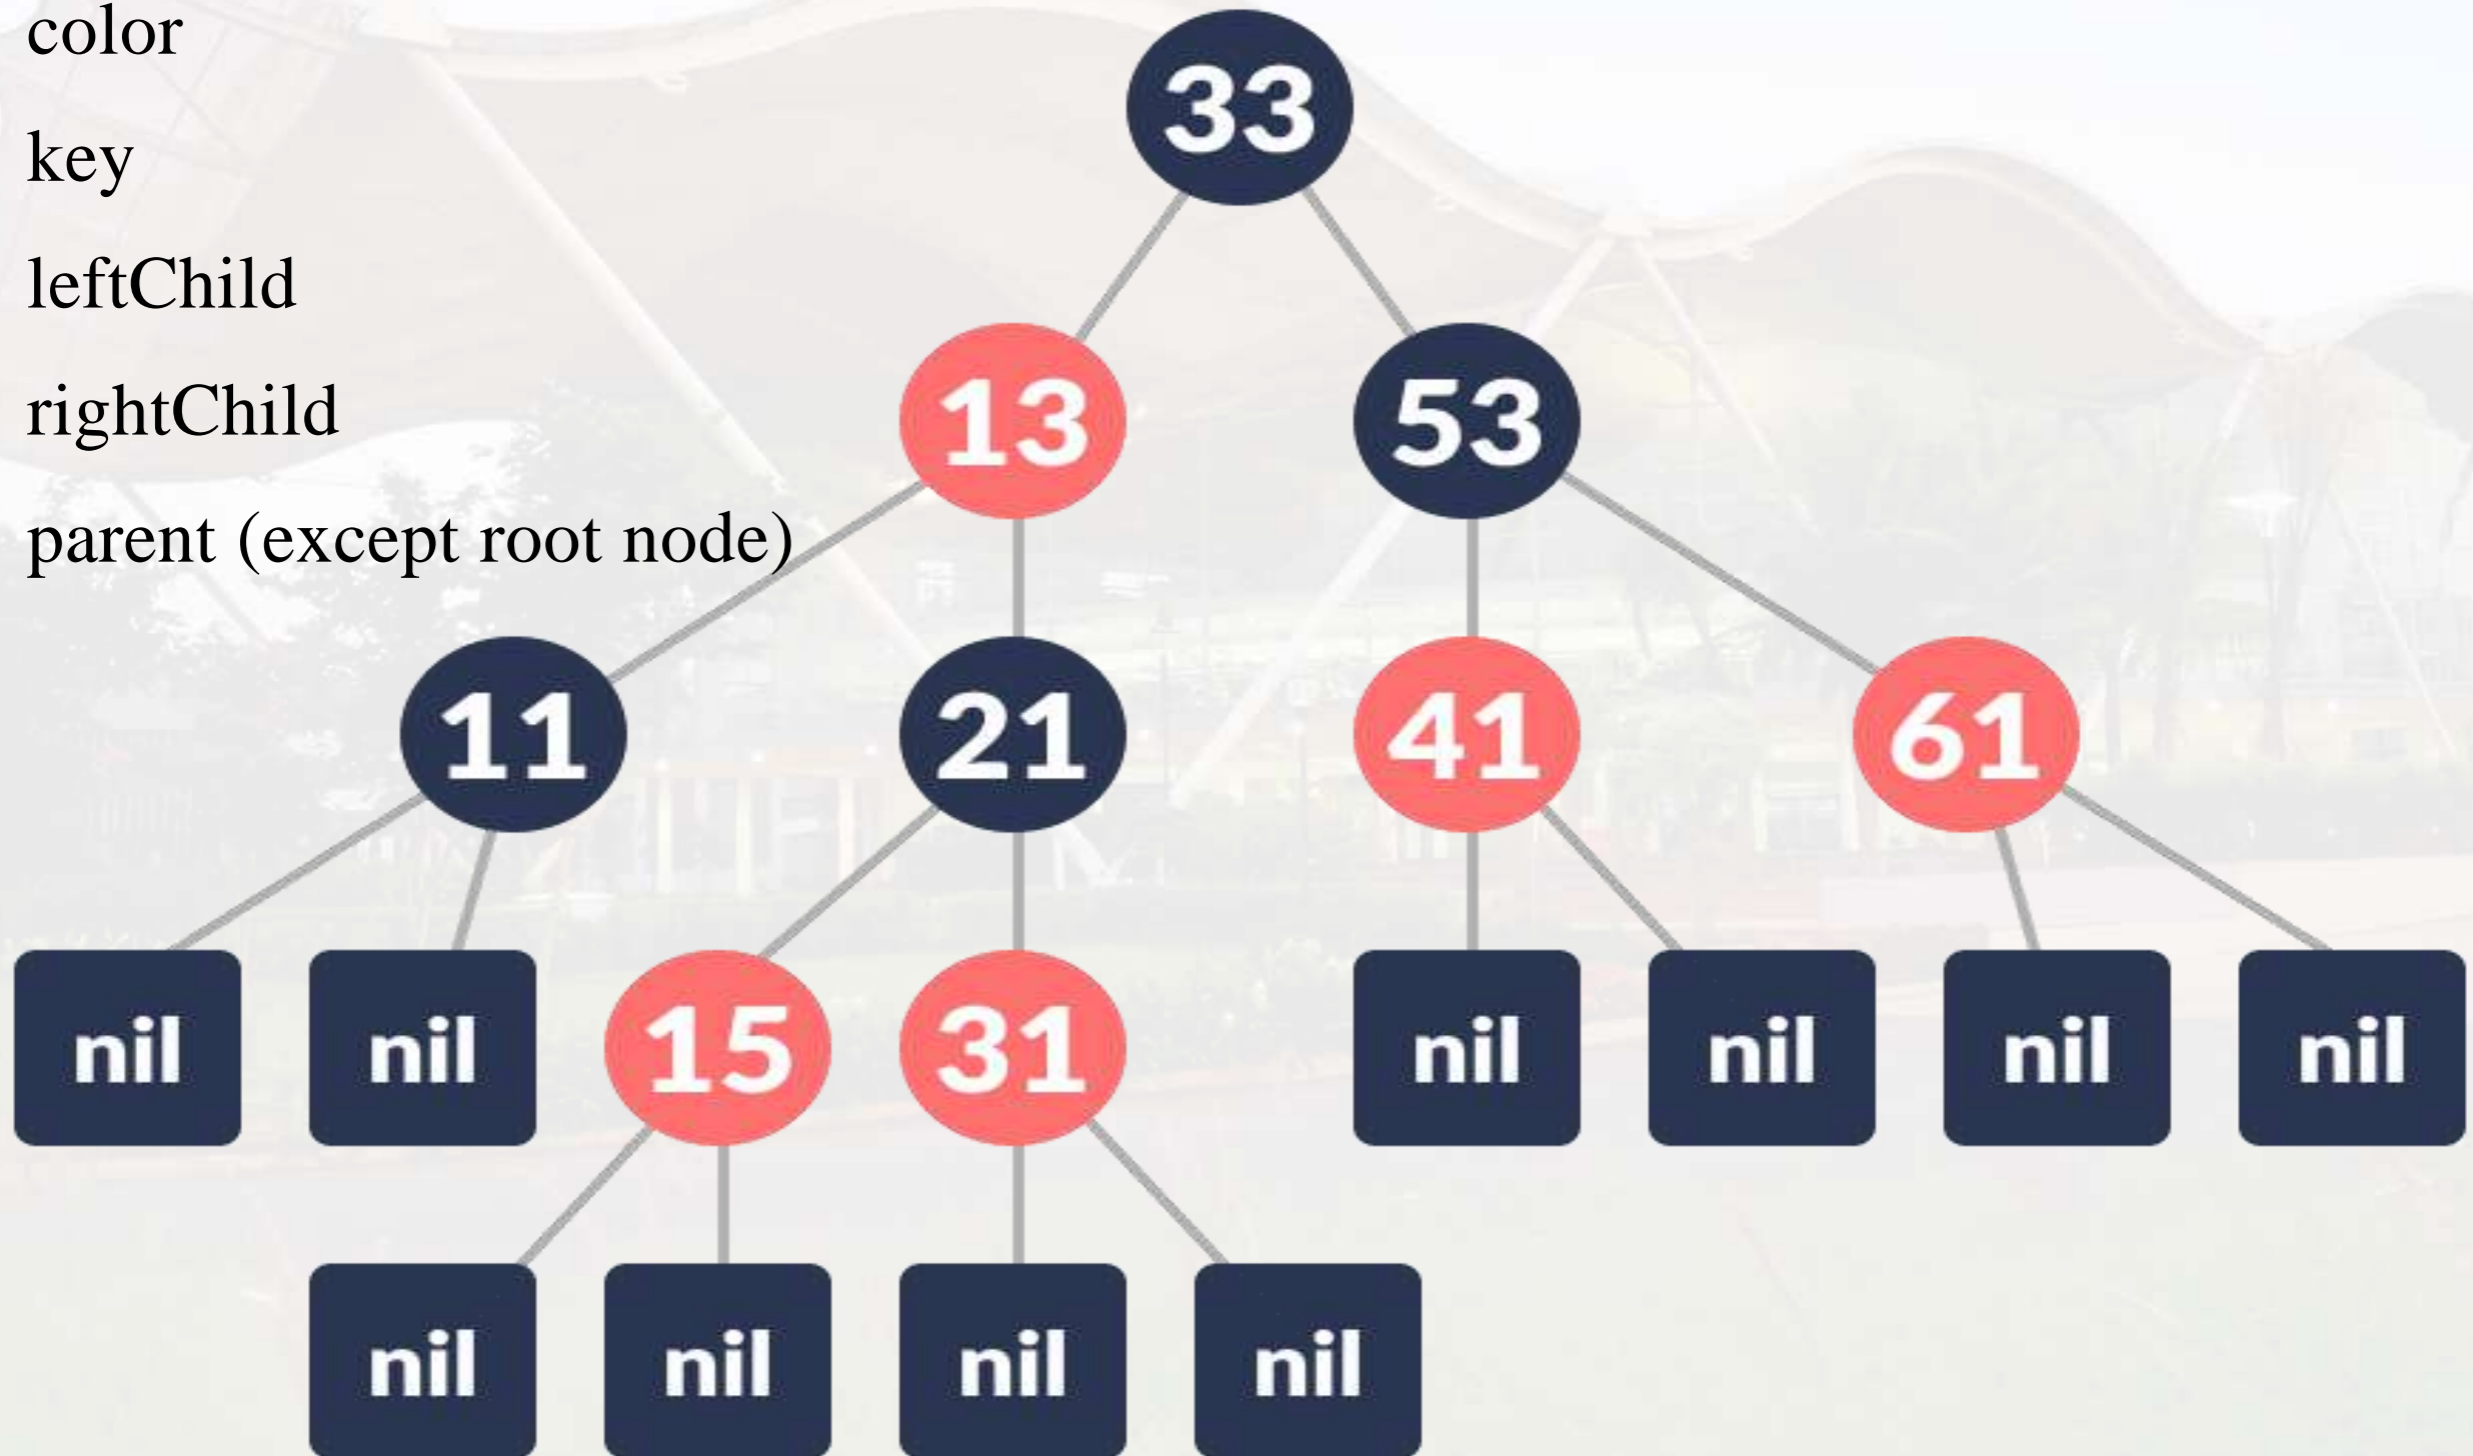 color
key
leftChild
rightChild
parent (except root node)
33
13
53
11
21
41
61
nil
nil
15
31
nil
nil
nil
nil
nil
nil
nil
nil